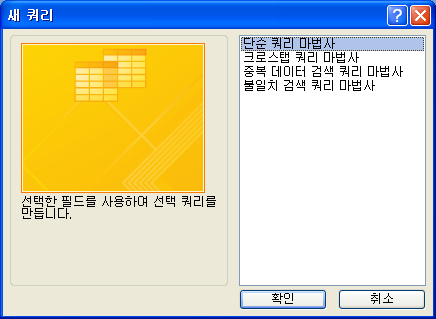 새 쿼리
선택한 필드를 사용하여 선택 쿼리를
만듭니다.
단순 쿼리 마법사
크로스탭 쿼리 마법사
중복 데이터 검색 쿼리 마법사
불일치 검색 쿼리 마법사
확인
취소